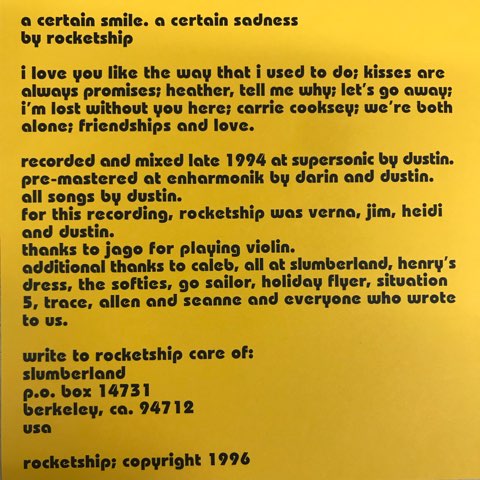 a certain smile. a certain sadness
by rocketship
i love you like the way that i used to do; kisses are
always promises; heather, tell me why; let's go away;
i'm lost without you here; carrie cooksey; we're both
alone; friendships and love.
recorded and mixed late 1994 at supersonic by dustin.
pre-mastered at enharmonik by darin and dustin.
all songs by dustin.
for this recording, rocketship was verna, jim, heidi
and dustin.
thanks to jago for playing violin.
additional thanks to caleb, all at slumberland, henry's
dress, the softies, go sailor, holiday flyer, situation
5, trace, allen and seanne and everyone who wrote
to us.
write to rocketship care of:
slumberland
p.o. box 14731
berkeley, ca. 94712
usa
rocketship; copyright 1996